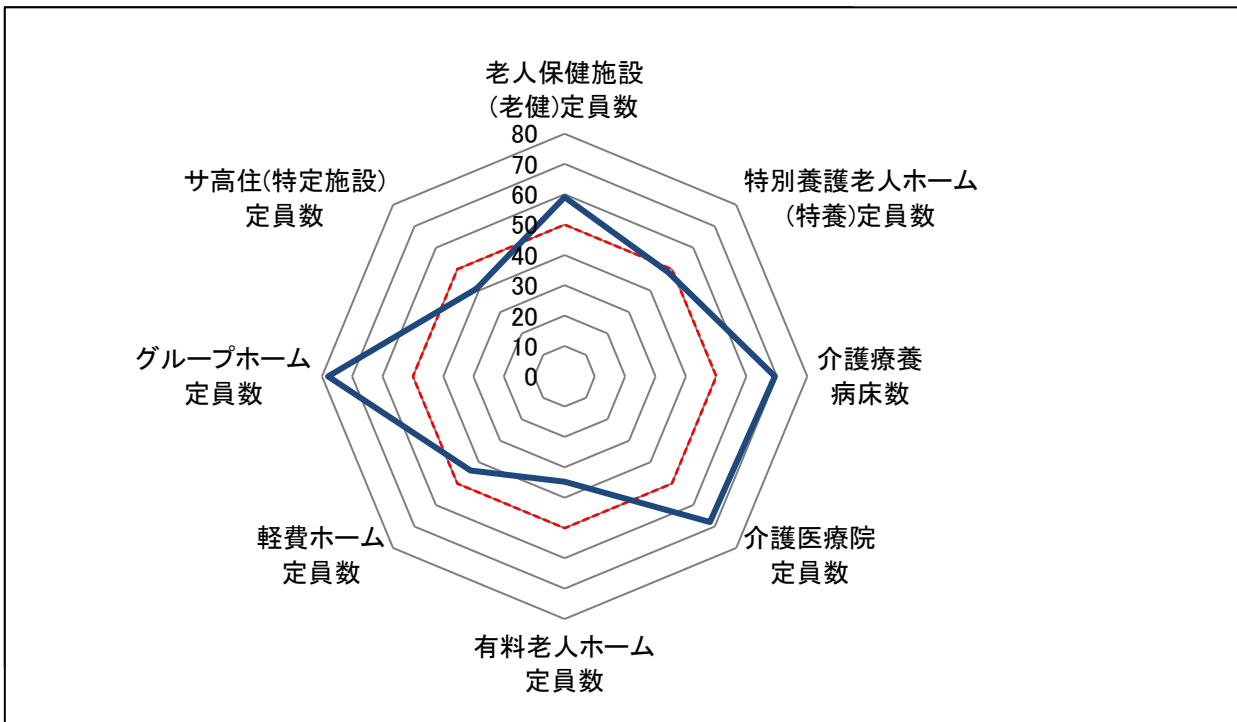 老人保健施設
(老健)定員数
80
70
60
50
40
30
20
10
0
特別養護老人ホーム
(特養)定員数
介護療養
病床数
介護医療院
定員数
有料老人ホーム
定員数
軽費ホーム
定員数
グループホーム
定員数
サ高住(特定施設)
定員数